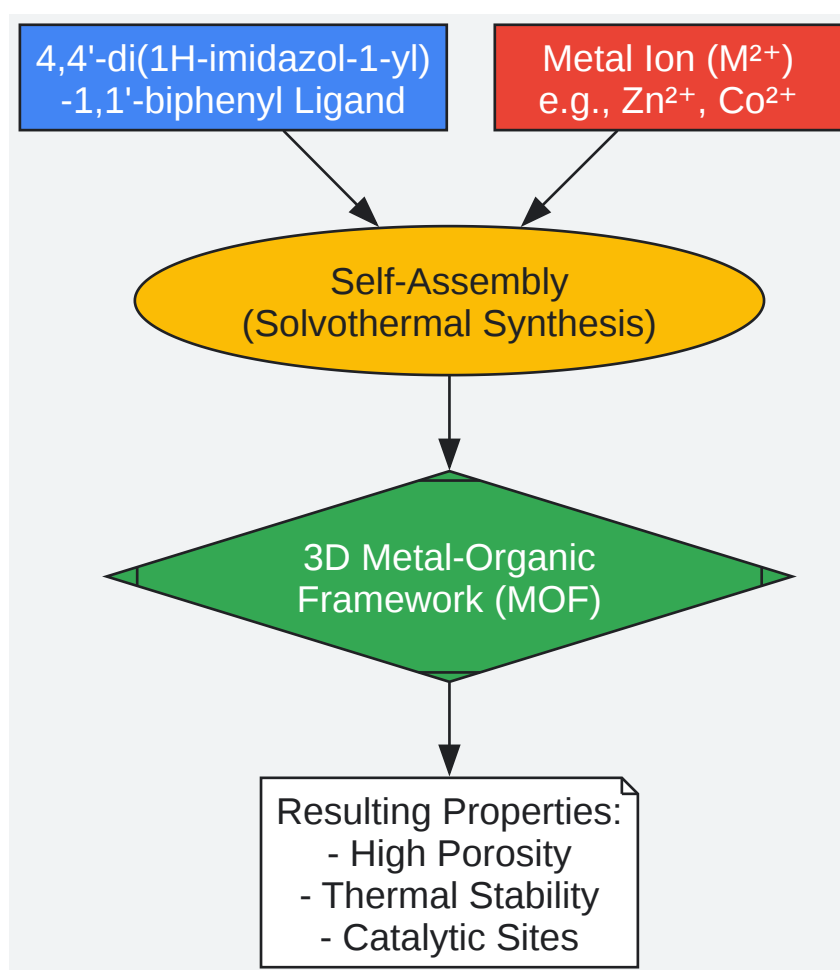 4,4'-di(1H-imidazol-1-yl)
-1,1'-biphenyl Ligand
Metal Ion (M²⁺)
e.g., Zn²⁺, Co²⁺
Self-Assembly
(Solvothermal Synthesis)
3D Metal-Organic
Framework (MOF)
Resulting Properties:
- High Porosity
- Thermal Stability
- Catalytic Sites